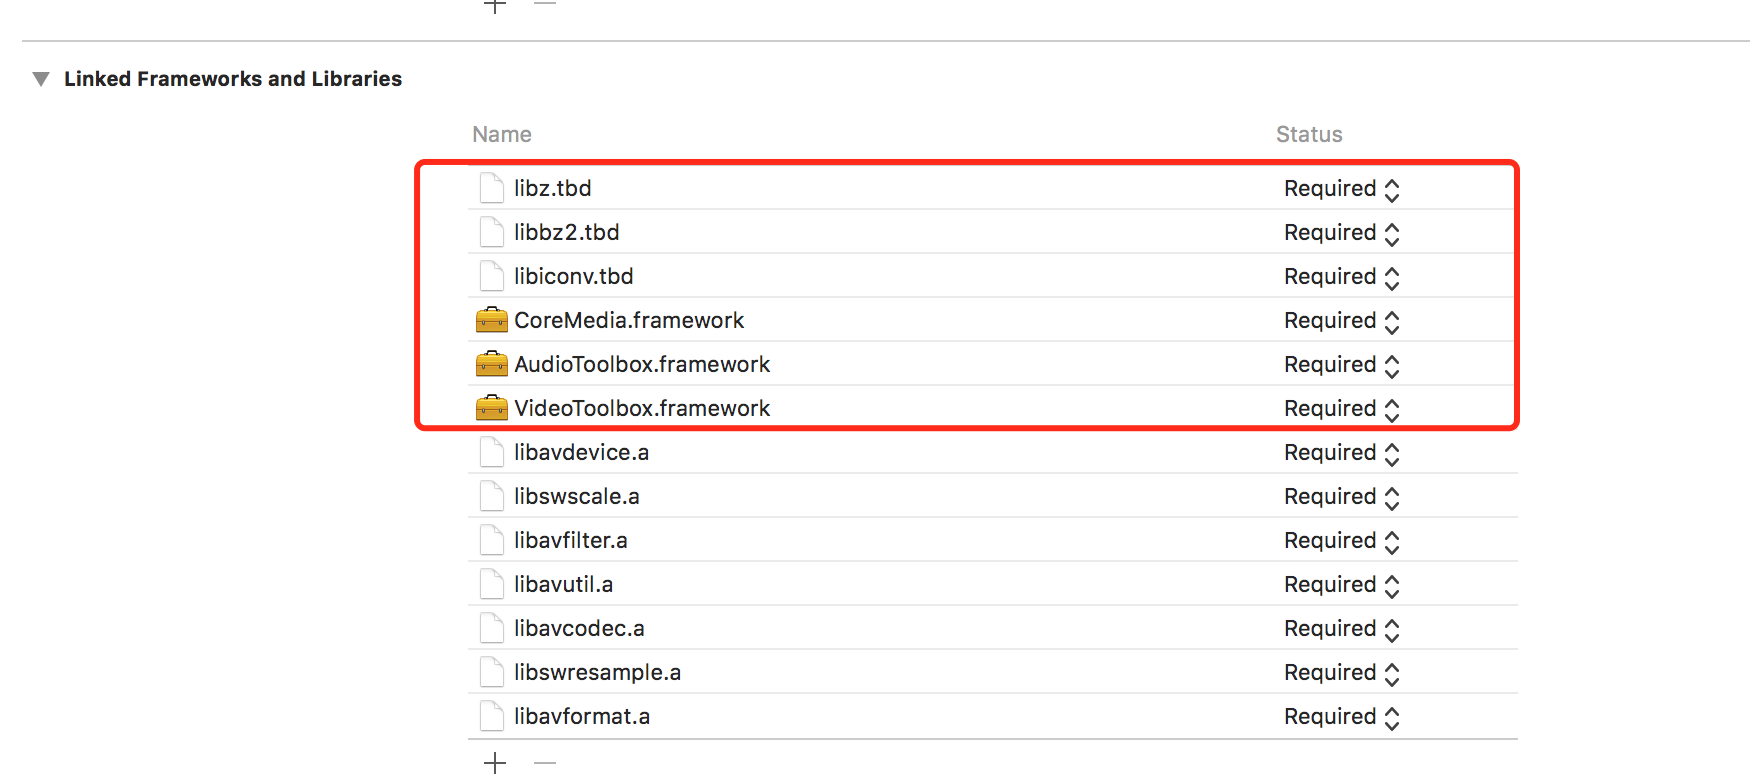 Linked Frameworks and Libraries
Name Status
libz.tbd Required
libbz2.tbd Required
libiconv.tbd Required
CoreMedia.framework Required
AudioToolbox.framework Required
VideoToolbox.framework Required
libavdevice.a Required
libswscale.a Required
libavfilter.a Required
libavutil.a Required
libavcodec.a Required
libswresample.a Required
libavformat.a Required